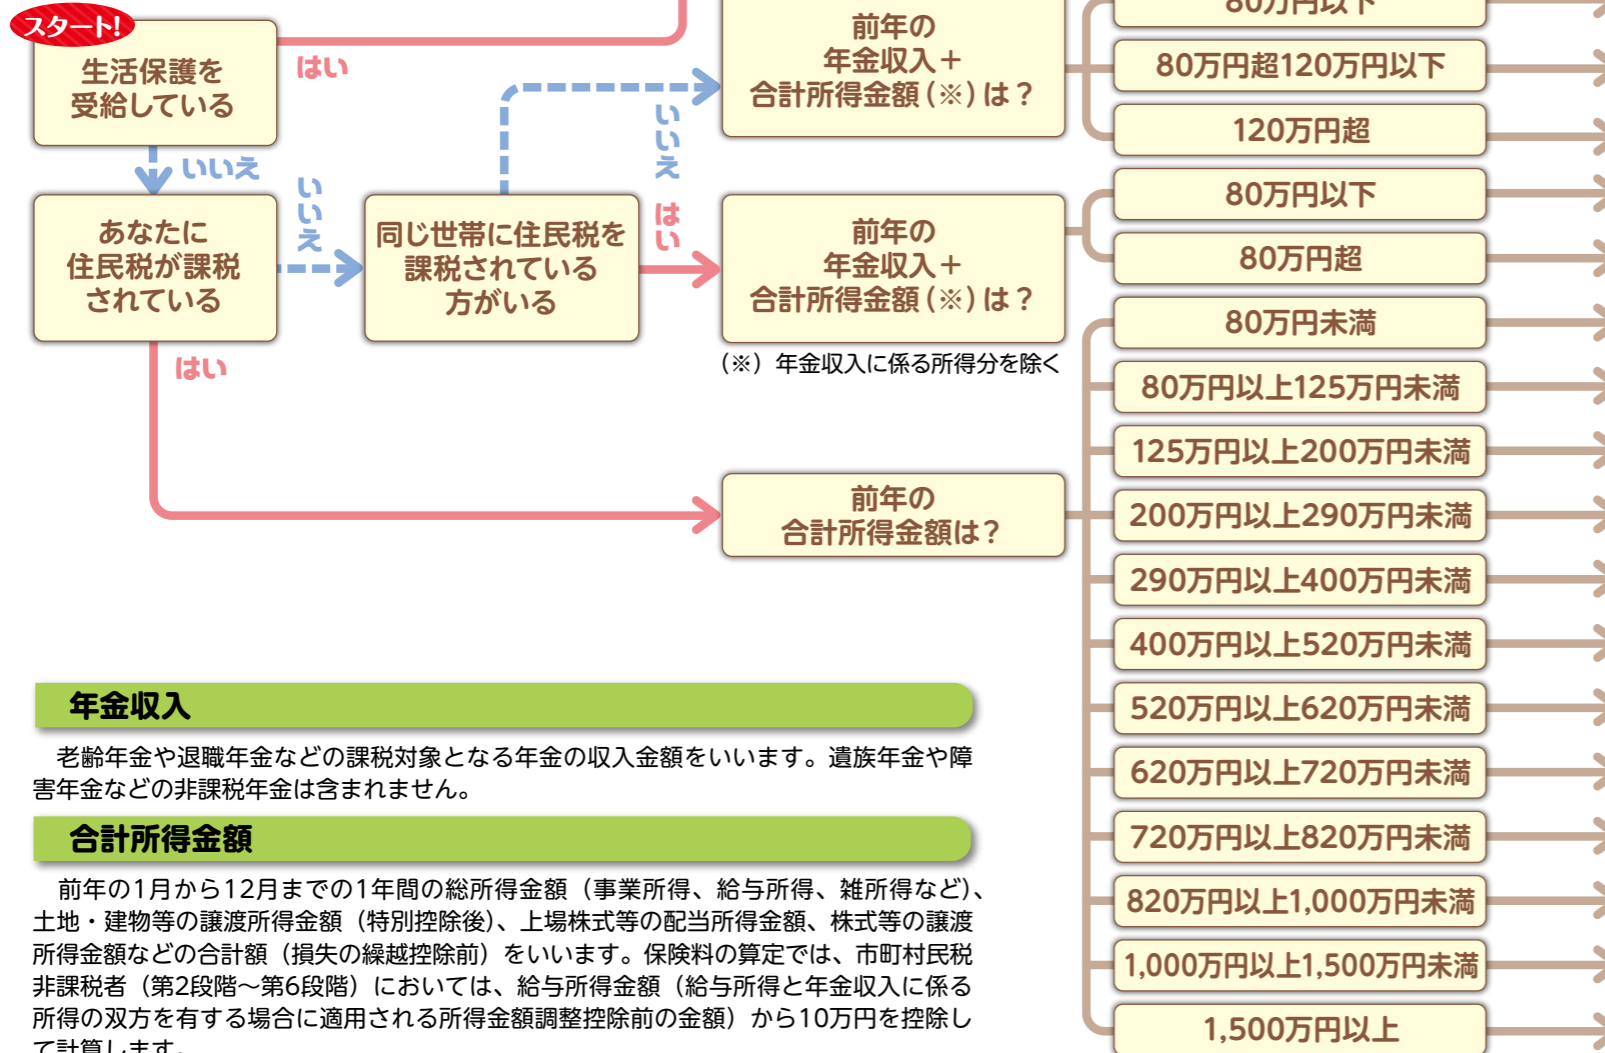 スタート!
生活保護を
受給している
はい
いいえ
あなたに
住民税が課税
されている
いいえ
はい
同じ世帯に住民税を
課税されている
方がいる
いいえ
はい
前年の
年金収入＋
合計所得金額(※)は？
80万円以下
80万円超120万円以下
120万円超
前年の
年金収入＋
合計所得金額(※)は？
(※) 年金収入に係る所得分を除く
80万円以下
80万円超
前年の
合計所得金額は？
80万円未満
80万円以上125万円未満
125万円以上200万円未満
200万円以上290万円未満
290万円以上400万円未満
400万円以上520万円未満
520万円以上620万円未満
620万円以上720万円未満
720万円以上820万円未満
820万円以上1,000万円未満
1,000万円以上1,500万円未満
1,500万円以上
年金収入
老齢年金や退職年金などの課税対象となる年金の収入金額をいいます。遺族年金や障
害年金などの非課税年金は含まれません。
合計所得金額
前年の1月から12月までの1年間の総所得金額（事業所得、給与所得、雑所得など）、
土地・建物等の譲渡所得金額（特別控除後）、上場株式等の配当所得金額、株式等の譲渡
所得金額などの合計額（損失の繰越控除前）をいいます。保険料の算定では、市町村民税
非課税者（第2段階～第6段階）においては、給与所得金額（給与所得と年金収入に係る
所得の双方を有する場合に適用される所得金額調整控除前の金額）から10万円を控除し
て計算します。